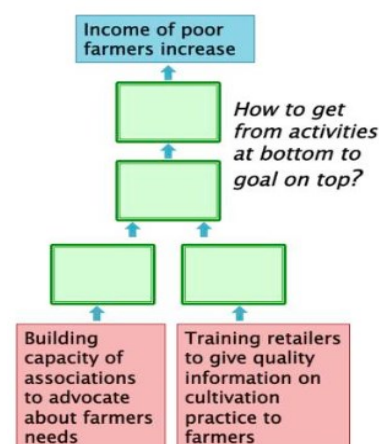 Income of poor
farmers increase
How to get
from activities
at bottom to
goal on top?
Building
capacity of
associations
to advocate
about farmers
needs
Training retailers
to give quality
information on
cultivation
practice to
farmers